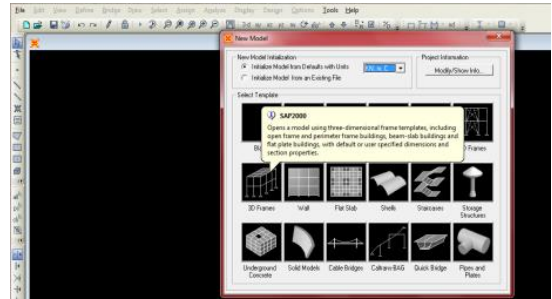 File Edit View Define Bridge Draw Select Assign Analyze Display Design Options Tools Help
New Model
New Model Initialization
Project Information
Initialize Model from Defaults with Units
KN, m, C
Modify/Show Info...
Initialize Model from an Existing File
Select Template
SAP2000
Opens a model using three-dimensional frame templates, including
open frame and perimeter frame buildings, beam-slab buildings and
flat plate buildings, with default or user specified dimensions and
section properties.
Frames
3D Frames
Wall
Flat Slab
Shells
Staircases
Storage
Structures
Underground
Concrete
Solid Models
Cable Bridges
Caltrans-BAG
Quick Bridge
Pipes and
Plates